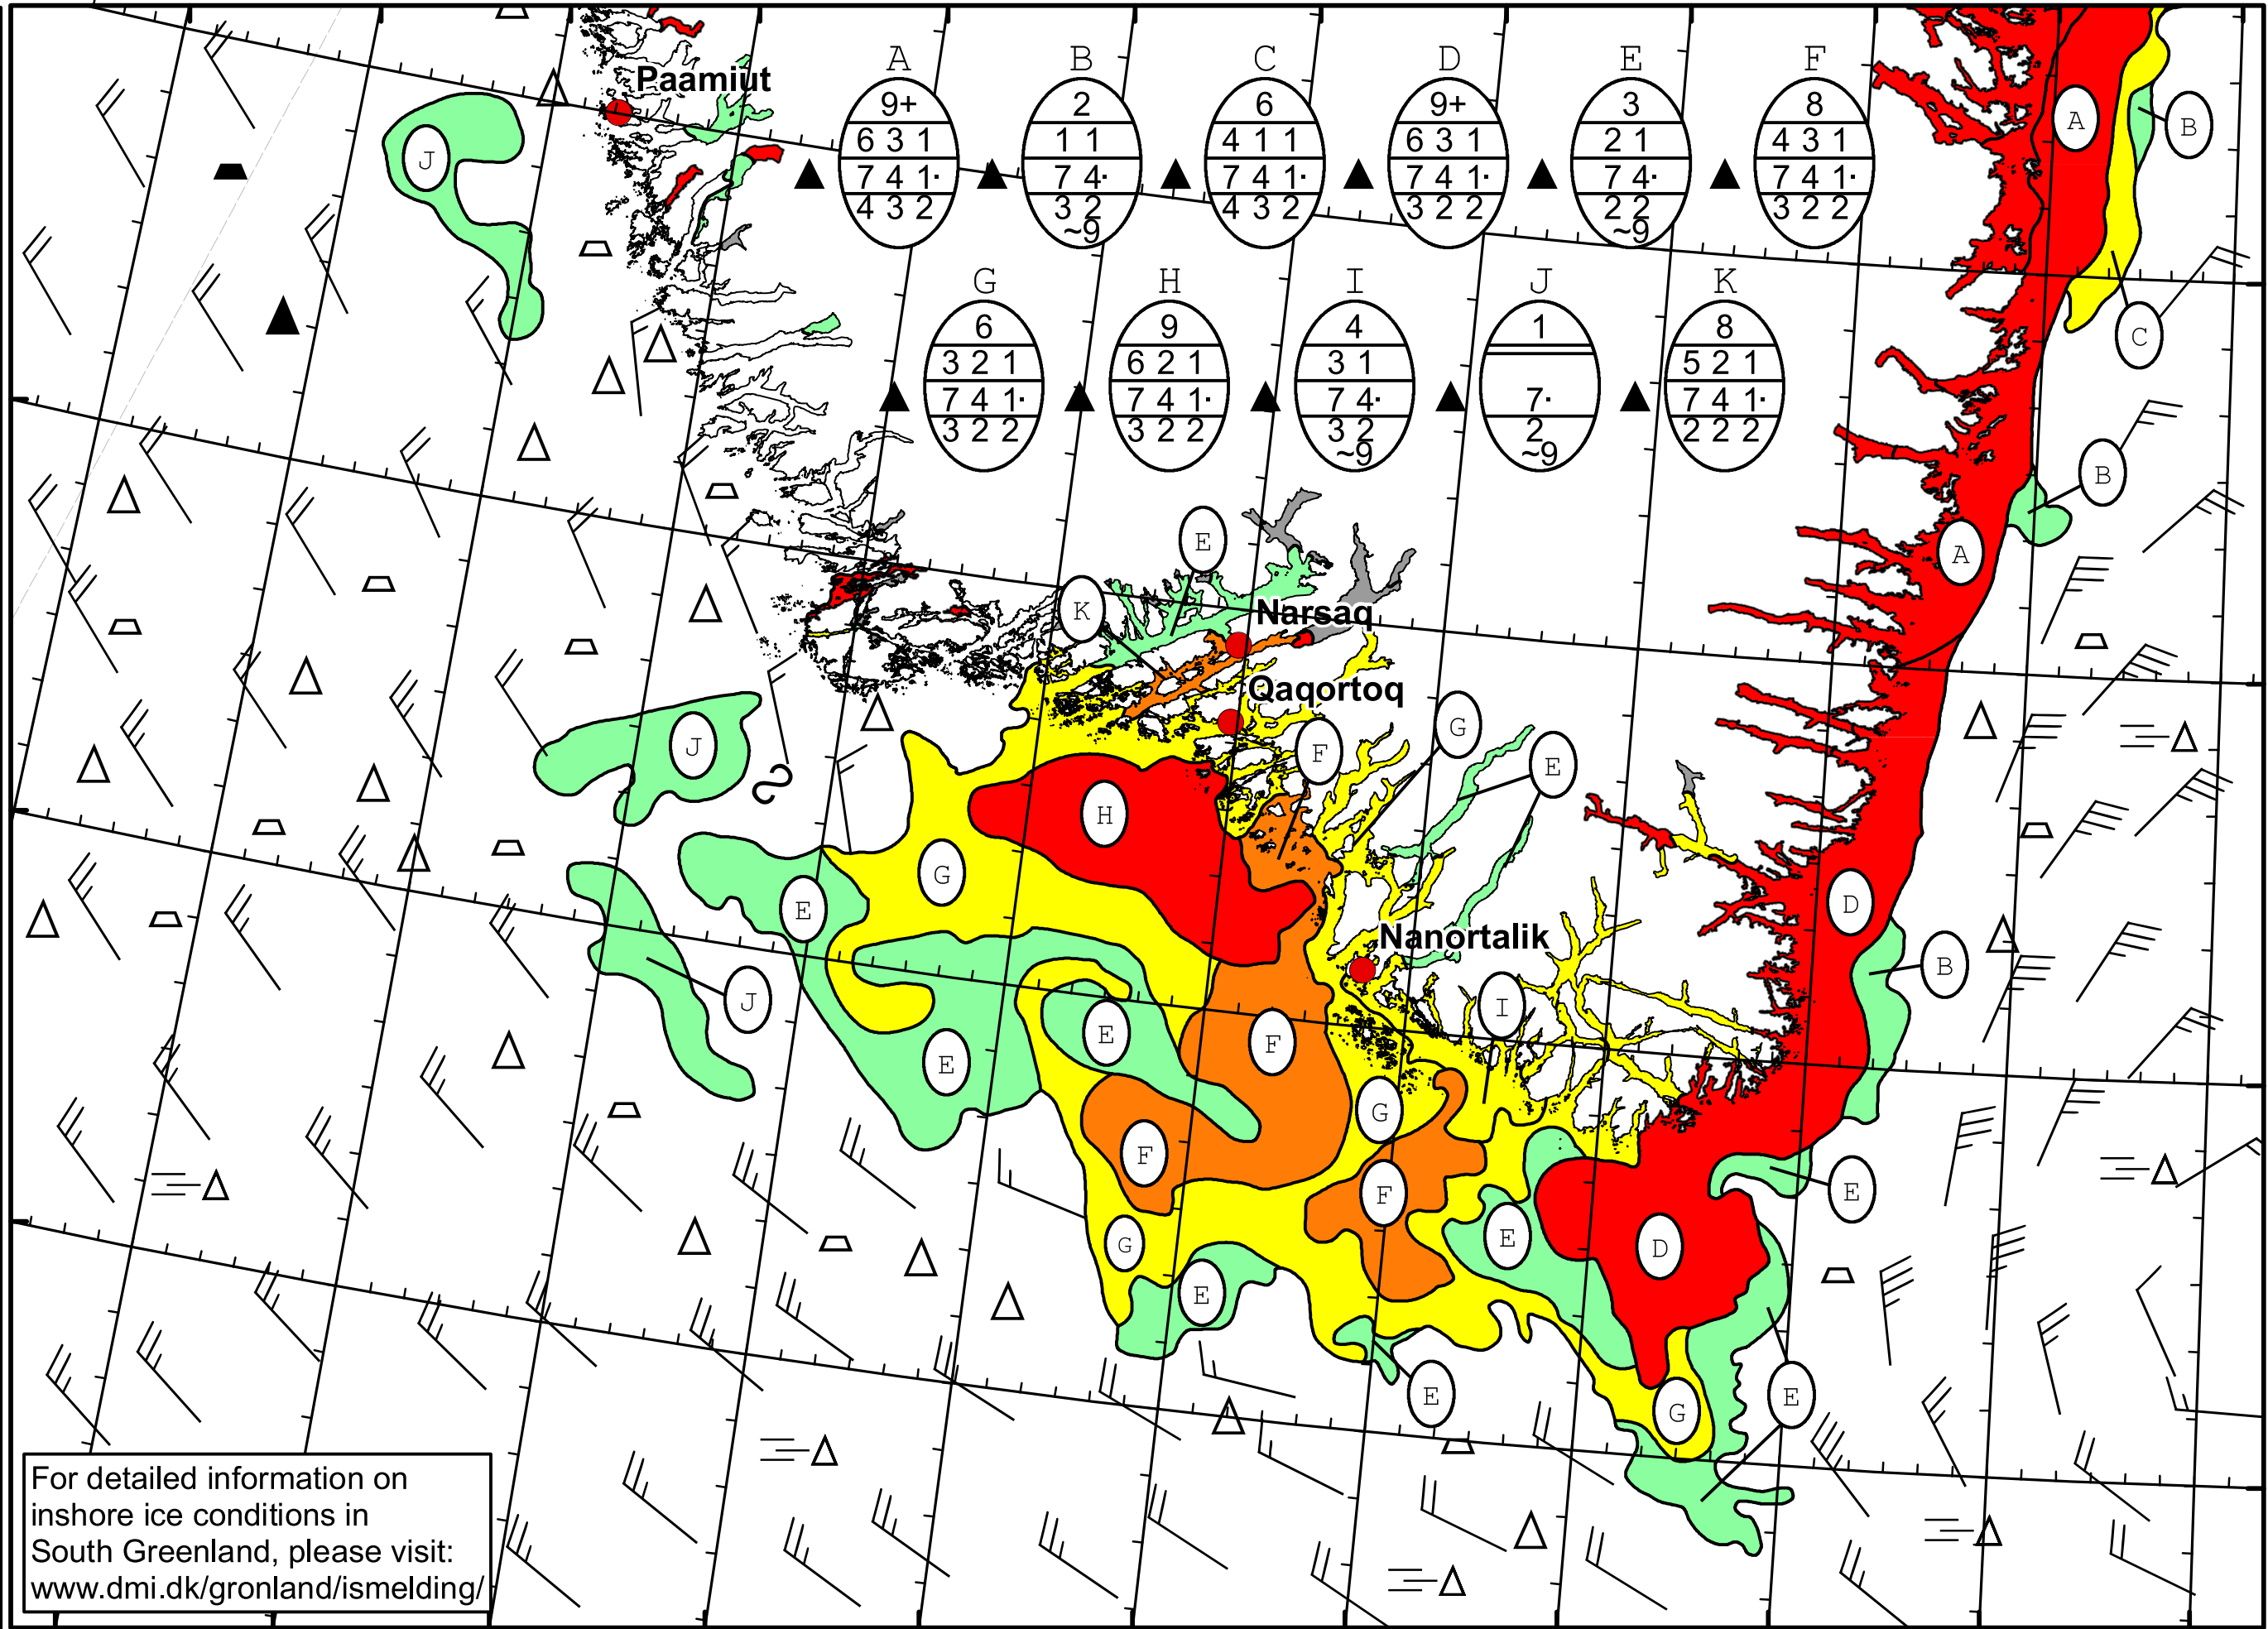 Paamiut
A B C D E F
9+ 2 6 9+ 3 8
6 3 1 1 1 4 1 1 6 3 1 2 1 4 3 1
7 4 1· 7 4· 7 4 1· 7 4 1· 7 4· 7 4 1·
4 3 2 3 2 4 3 2 3 2 2 2 2 3 2 2
~9 ~9
A B
J
G H I J K
6 9 4 1 8
3 2 1 6 2 1 3 1 5 2 1
7 4 1· 7 4 1· 7 4· 7· 7 4 1·
3 2 2 3 2 2 3 2 2 2 2 2
~9 ~9
C
B
E A
K Narsaq
Qaqortoq
J F G E
H
G E D
Nanortalik
B
J I
E E F
G
F F E
G E D
E
E G E
For detailed information on
inshore ice conditions in
South Greenland, please visit:
www.dmi.dk/gronland/ismelding/